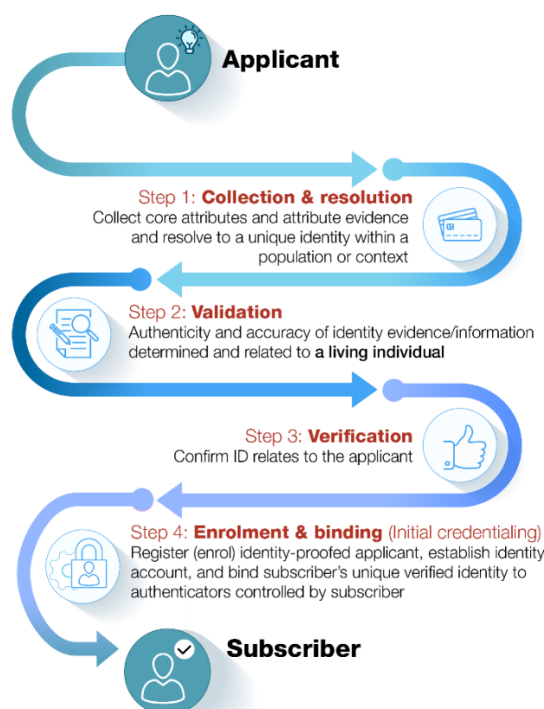 Applicant
Step 1: Collection & resolution
Collect core attributes and attribute evidence
and resolve to a unique identity within a
population or context
Step 2: Validation
Authenticity and accuracy of identity evidence/information
determined and related to a living individual
Step 3: Verification
Confirm ID relates to the applicant
Step 4: Enrolment & binding (Initial credentialing)
Register (enrol) identity-proofed applicant, establish identity
account, and bind subscriber's unique verified identity to
authenticators controlled by subscriber
Subscriber